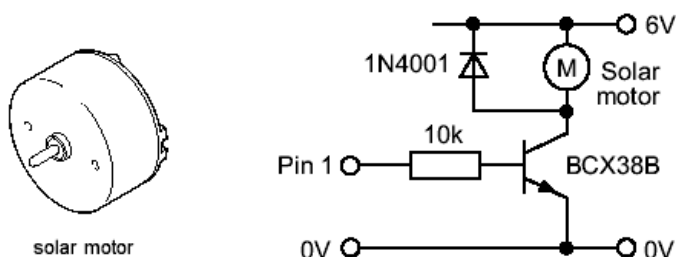 6V
1N4001
M
Solar
motor
10k
Pin 1
BCX38B
0V
0V
solar motor